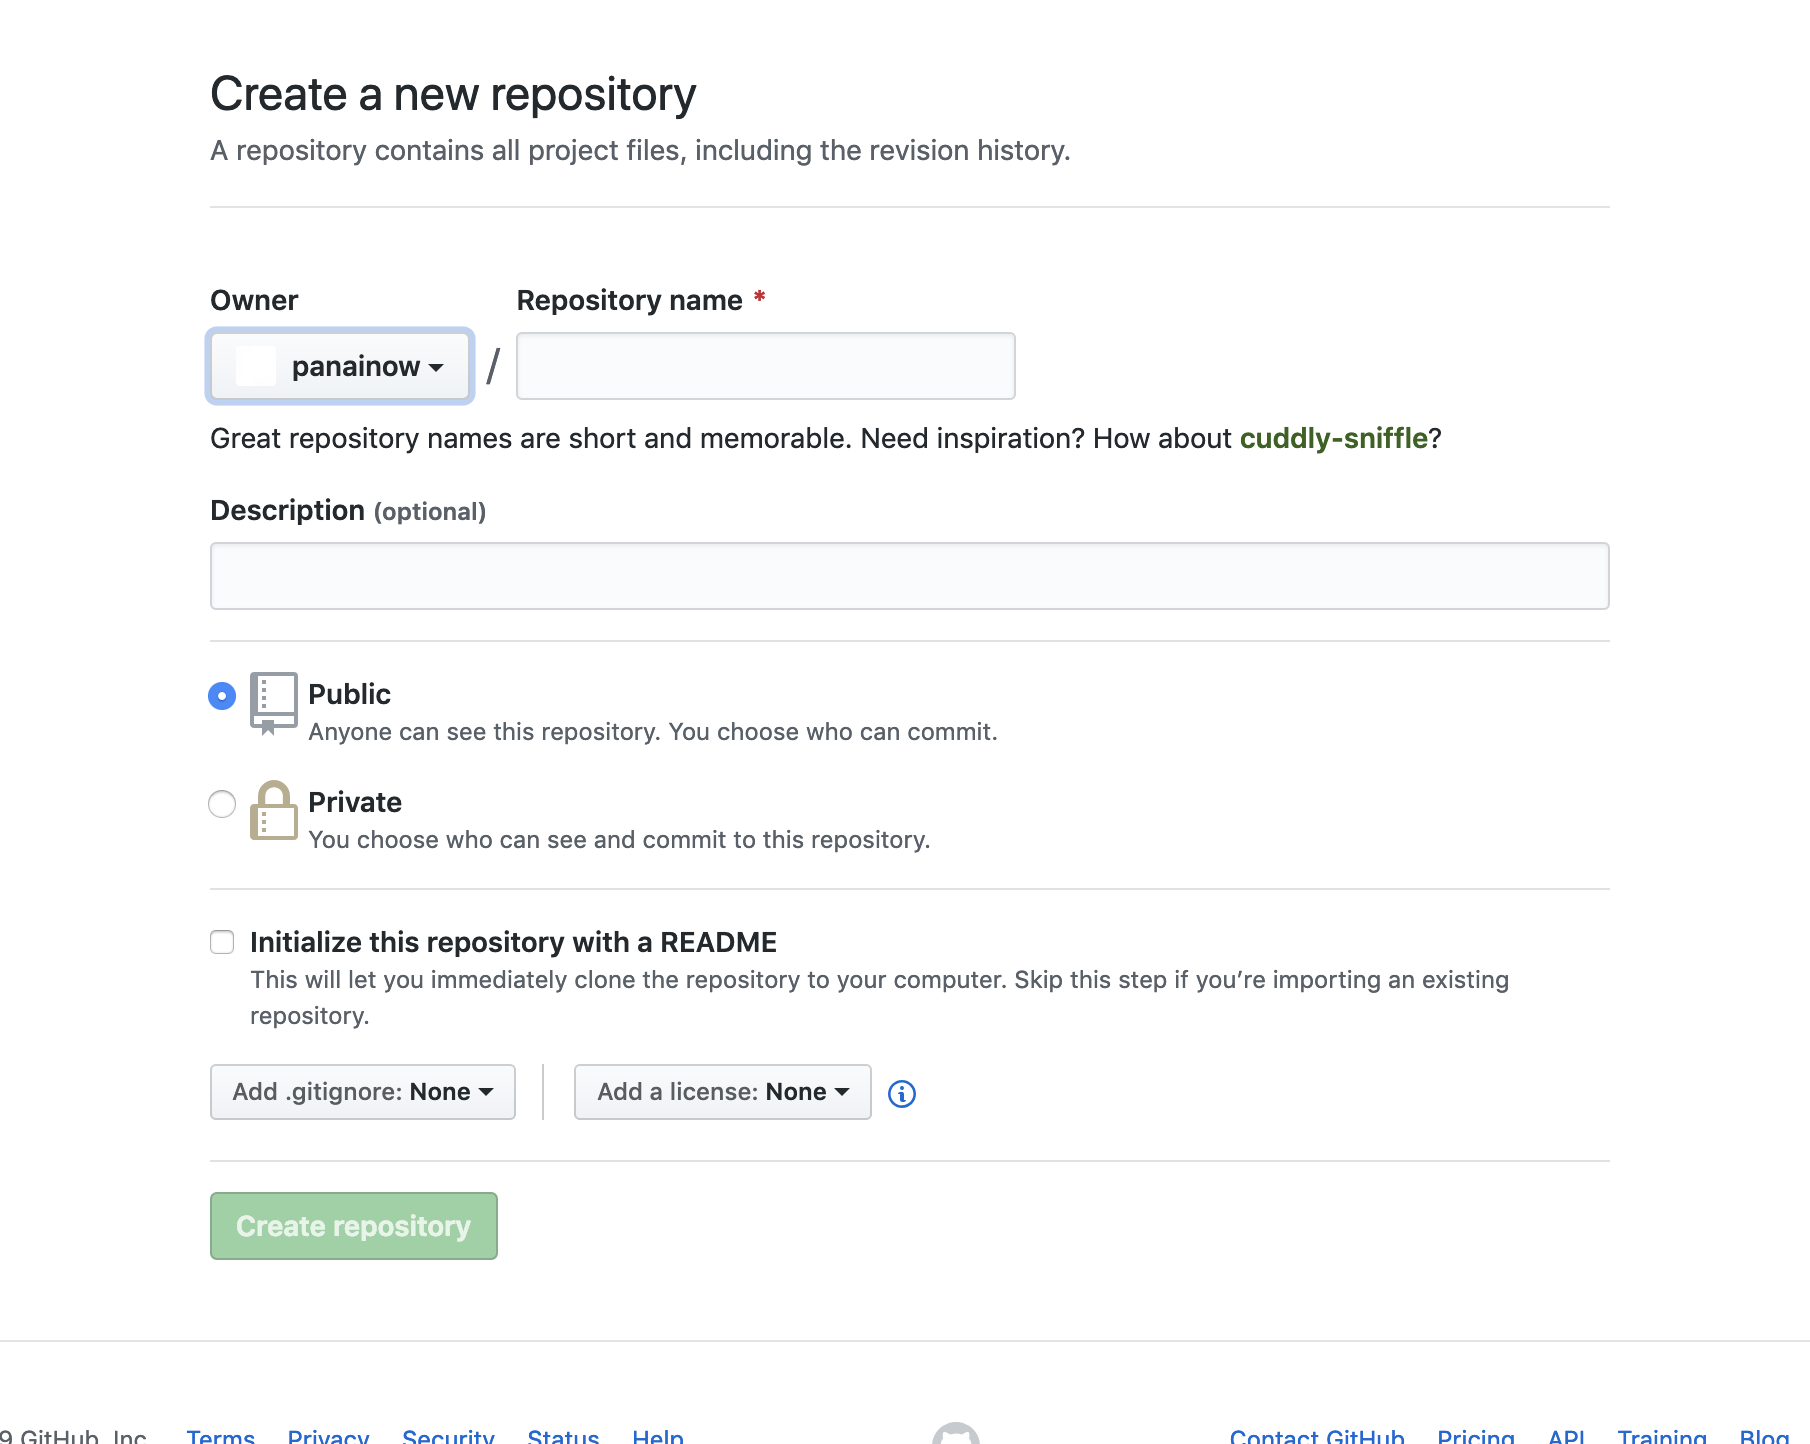 Create a new repository
A repository contains all project files, including the revision history.
Owner
Repository name *
panainow
/
Great repository names are short and memorable. Need inspiration? How about cuddly-sniffle?
Description (optional)
Public
Anyone can see this repository. You choose who can commit.
Private
You choose who can see and commit to this repository.
Initialize this repository with a README
This will let you immediately clone the repository to your computer. Skip this step if you’re importing an existing
repository.
Add .gitignore: None
Add a license: None
Create repository
9 GitHub, Inc. Terms Privacy Security Status Help Contact GitHub Pricing API Training Blog